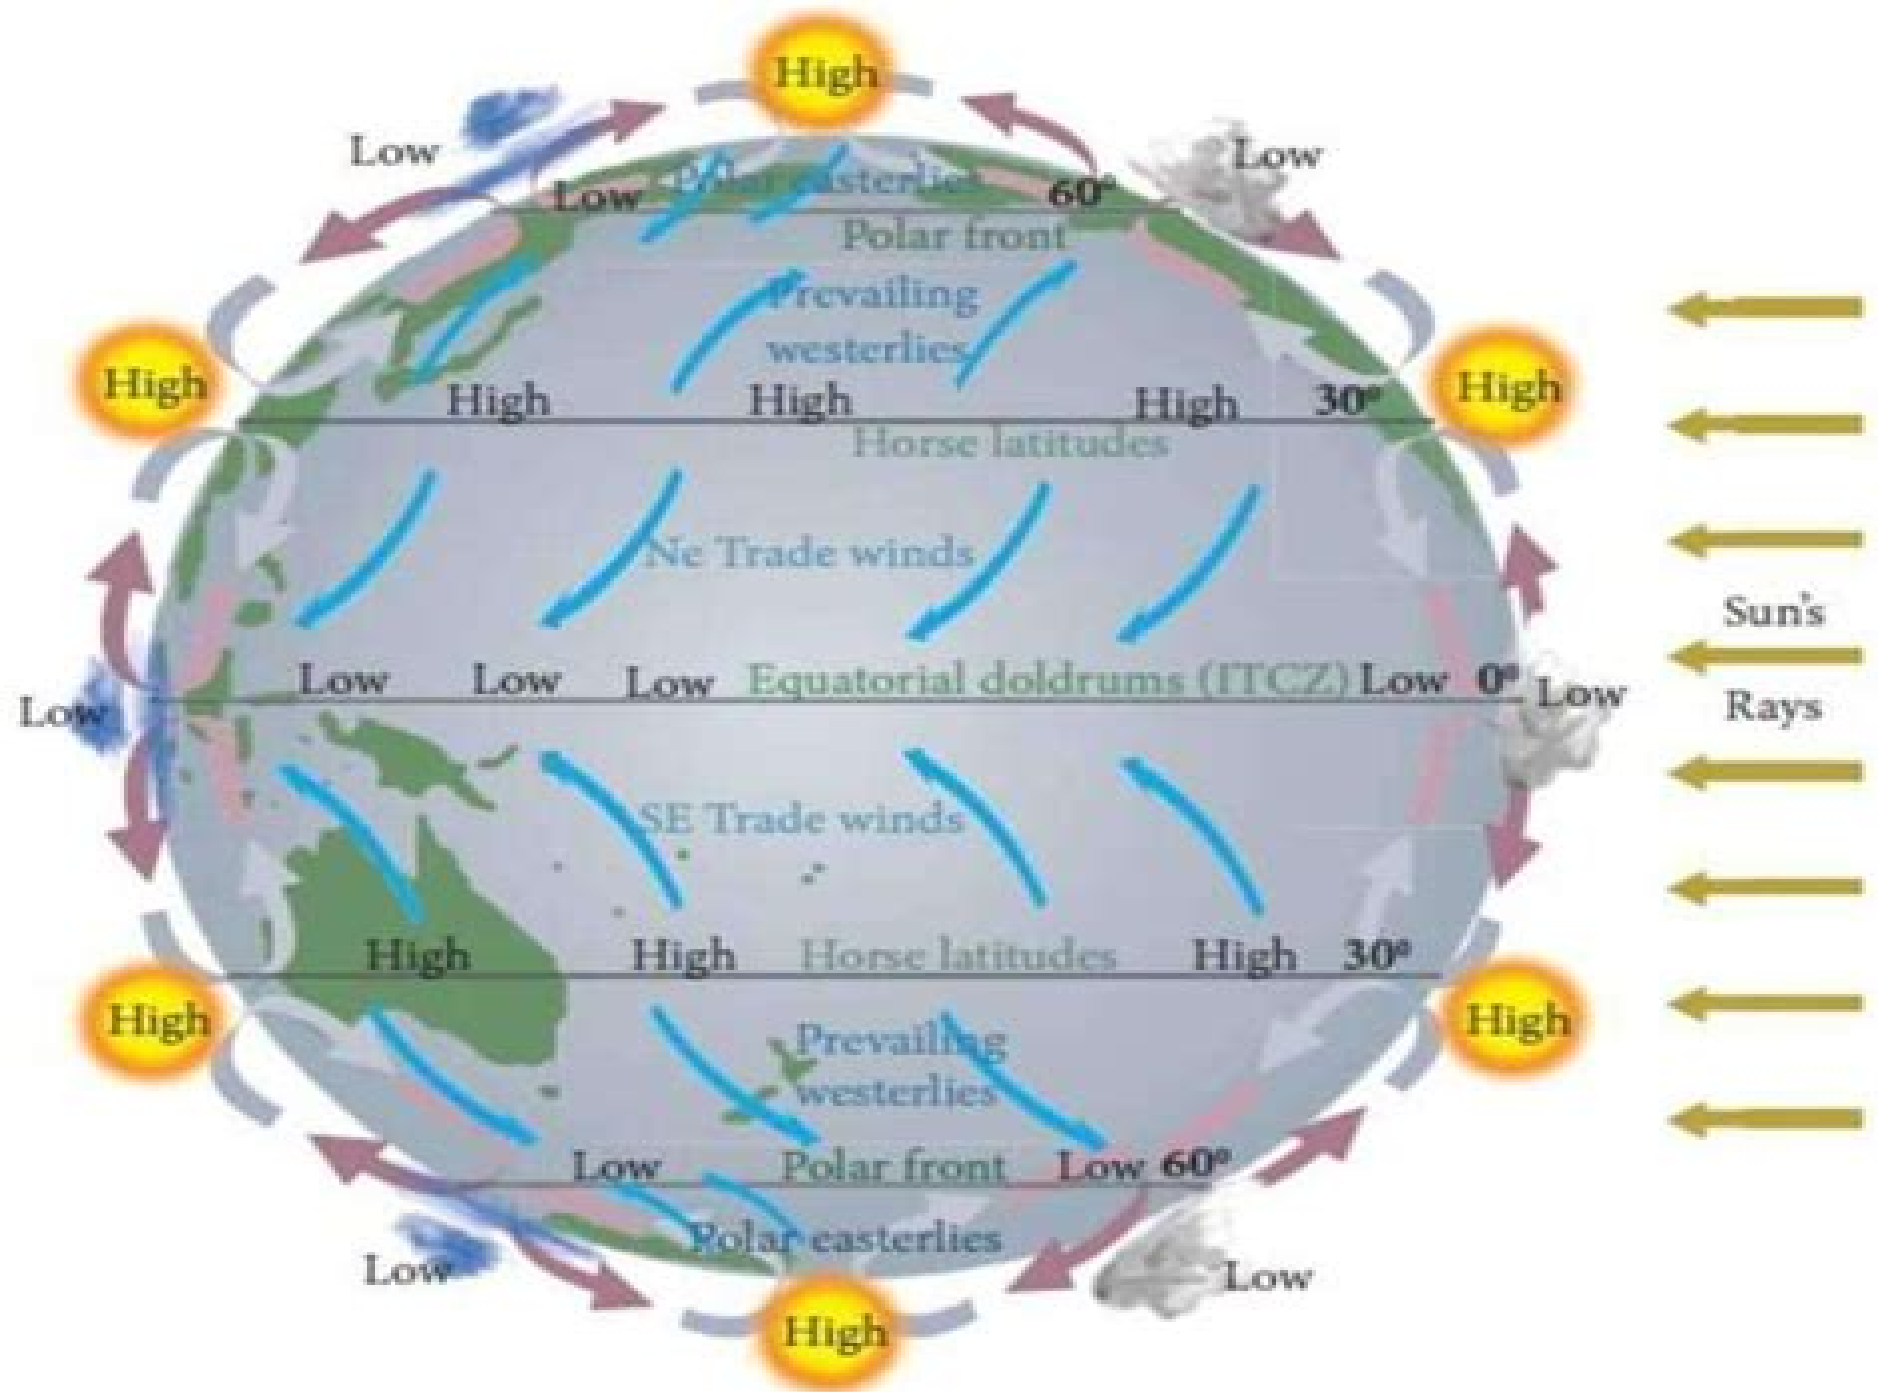 High
Low
Low
Low Polar easterlies 60°
Polar front
Prevailing
westerlies
High
High
High High High 30°
Horse latitudes
Ne Trade winds
Sun's
Low Low Low Equatorial doldrums (ITCZ) Low 0°
Low
Low
Rays
SE Trade winds
High High Horse latitudes High 30°
High
High
Prevailing
westerlies
Low Polar front Low 60°
Polar easterlies
Low
Low
High